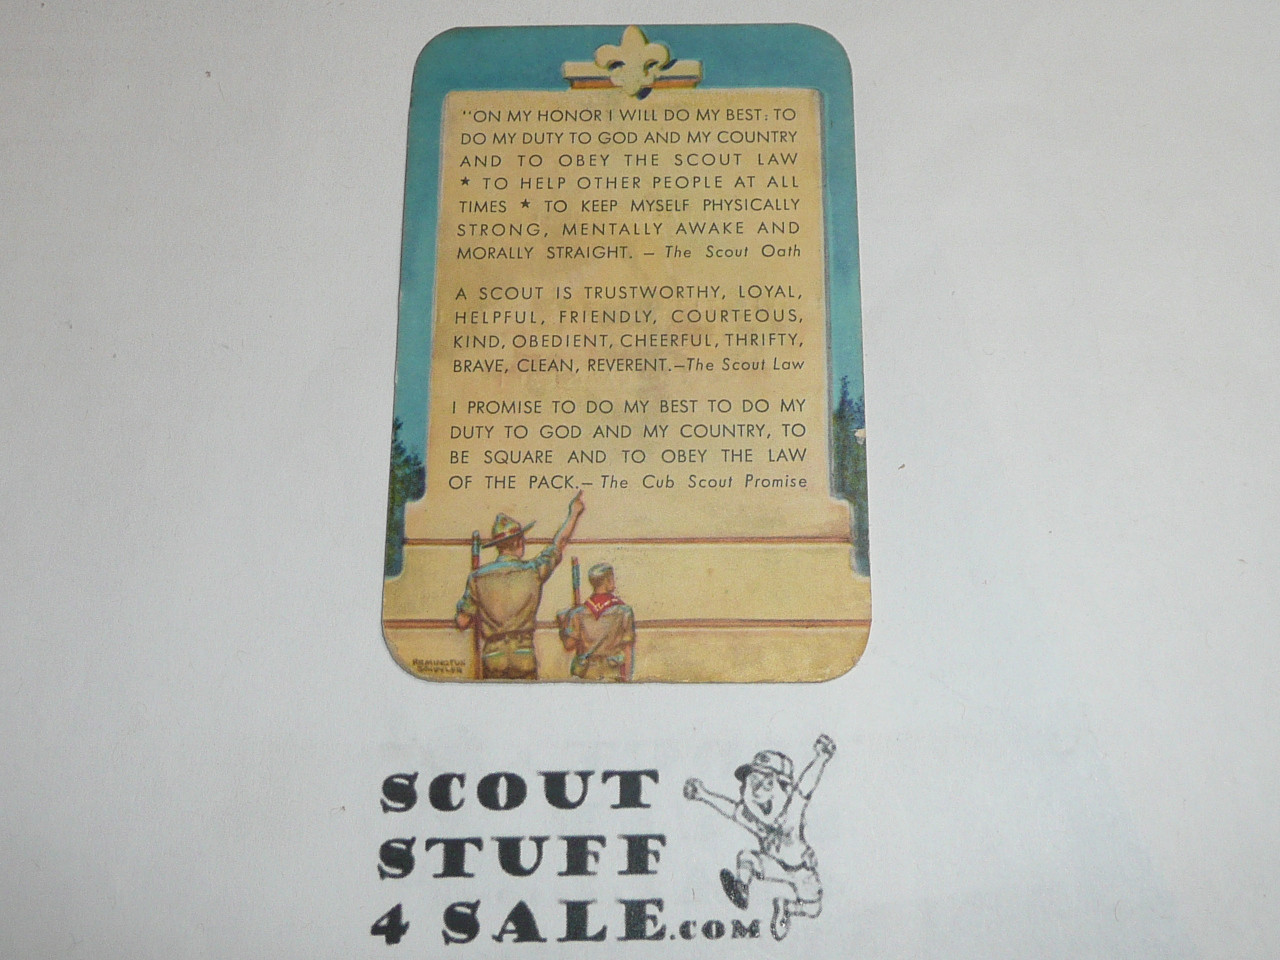 "ON MY HONOR I WILL DO MY BEST: TO
DO MY DUTY TO GOD AND MY COUNTRY
AND TO OBEY THE SCOUT LAW
★ TO HELP OTHER PEOPLE AT ALL
TIMES ★ TO KEEP MYSELF PHYSICALLY
STRONG, MENTALLY AWAKE AND
MORALLY STRAIGHT. — The Scout Oath
A SCOUT IS TRUSTWORTHY, LOYAL,
HELPFUL, FRIENDLY, COURTEOUS,
KIND, OBEDIENT, CHEERFUL, THRIFTY,
BRAVE, CLEAN, REVERENT.—The Scout Law
I PROMISE TO DO MY BEST TO DO MY
DUTY TO GOD AND MY COUNTRY, TO
BE SQUARE AND TO OBEY THE LAW
OF THE PACK.— The Cub Scout Promise
REMINGTON
SCHUYLER
SCOUT
STUFF
4 SALE.COM